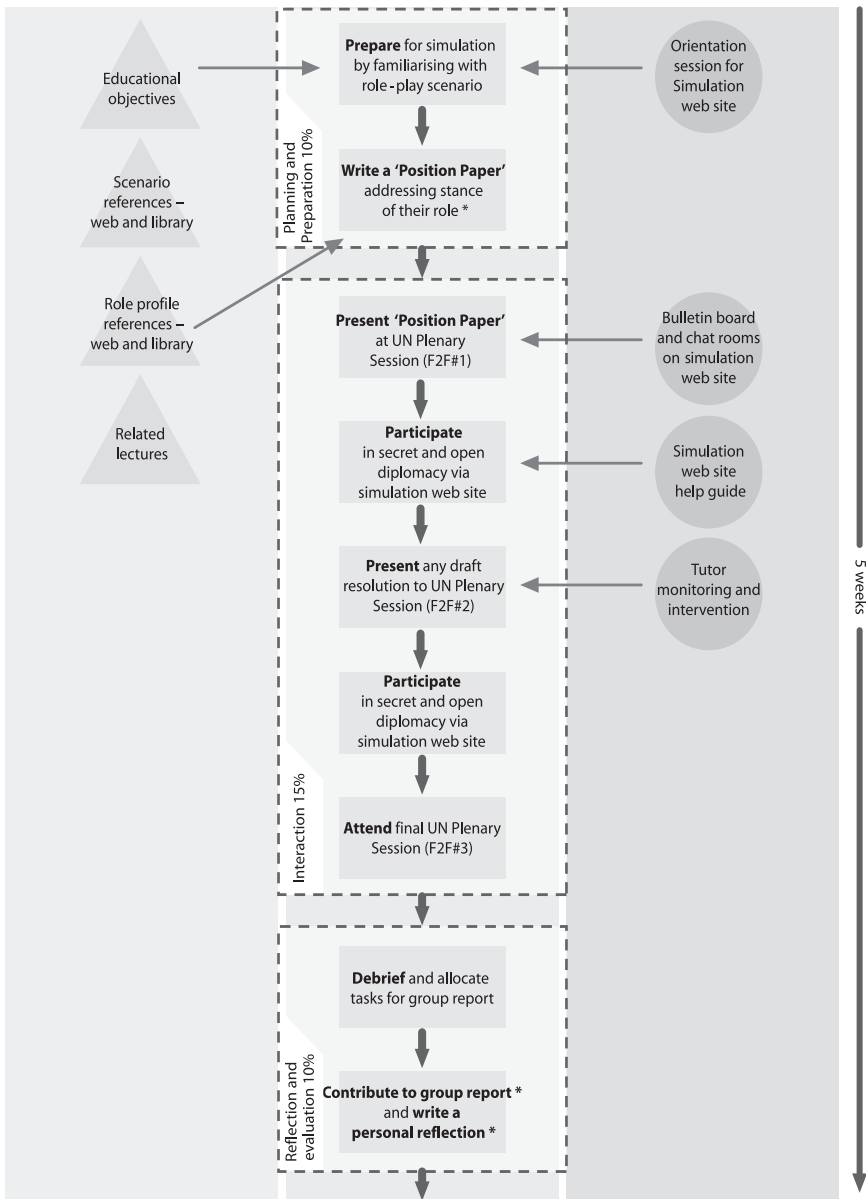 Educational
objectives
Scenario
references –
web and library
Role profile
references –
web and library
Related
lectures
Planning and
Preparation 10%
Prepare for simulation
by familiarising with
role - play scenario
Write a ‘Position Paper’
addressing stance
of their role *
Interaction 15%
Present ‘Position Paper’
at UN Plenary
Session (F2F#1)
Participate
in secret and open
diplomacy via
simulation web site
Present any draft
resolution to UN Plenary
Session (F2F#2)
Participate
in secret and open
diplomacy via
simulation web site
Attend final UN Plenary
Session (F2F#3)
Reflection and
evaluation 10%
Debrief and allocate
tasks for group report
Contribute to group report *
and write a
personal reflection *
Orientation
session for
Simulation
web site
Bulletin board
and chat rooms
on simulation
web site
Simulation
web site
help guide
Tutor
monitoring and
intervention
5 weeks